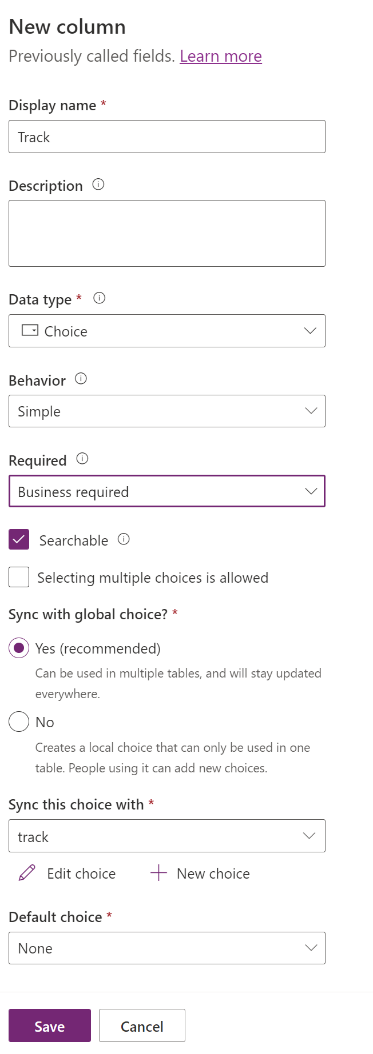 New column
Previously called fields. Learn more
Display name *
Track
Description
Data type *
Choice
Behavior
Simple
Required
Business required
Searchable
Selecting multiple choices is allowed
Sync with global choice? *
Yes (recommended)
Can be used in multiple tables, and will stay updated
everywhere.
No
Creates a local choice that can only be used in one
table. People using it can add new choices.
Sync this choice with *
track
Edit choice New choice
Default choice *
None
Save Cancel